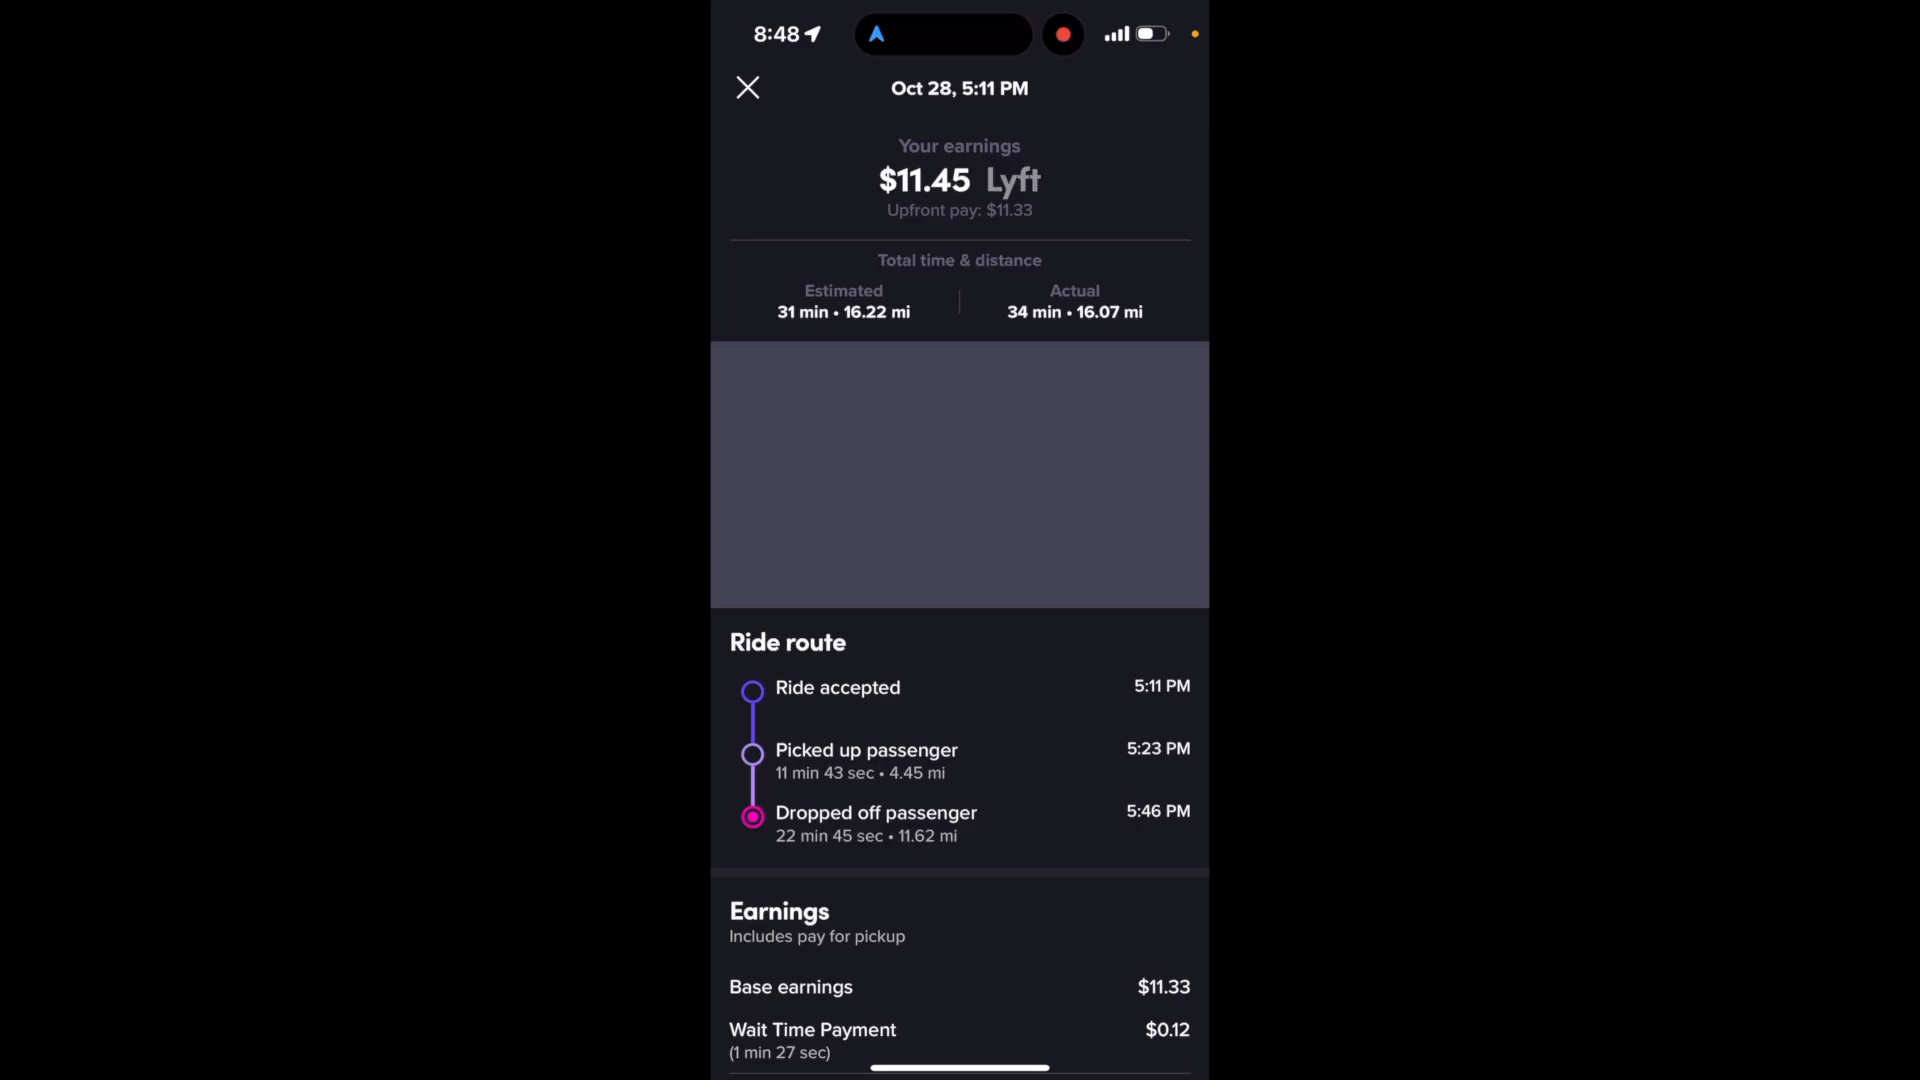 8:48
Oct 28, 5:11 PM
Your earnings
$11.45 Lyft
Upfront pay: $11.33
Total time & distance
Estimated
31 min • 16.22 mi
Actual
34 min • 16.07 mi
Ride route
Ride accepted
5:11 PM
Picked up passenger
5:23 PM
11 min 43 sec • 4.45 mi
Dropped off passenger
5:46 PM
22 min 45 sec • 11.62 mi
Earnings
Includes pay for pickup
Base earnings
$11.33
Wait Time Payment
$0.12
(1 min 27 sec)